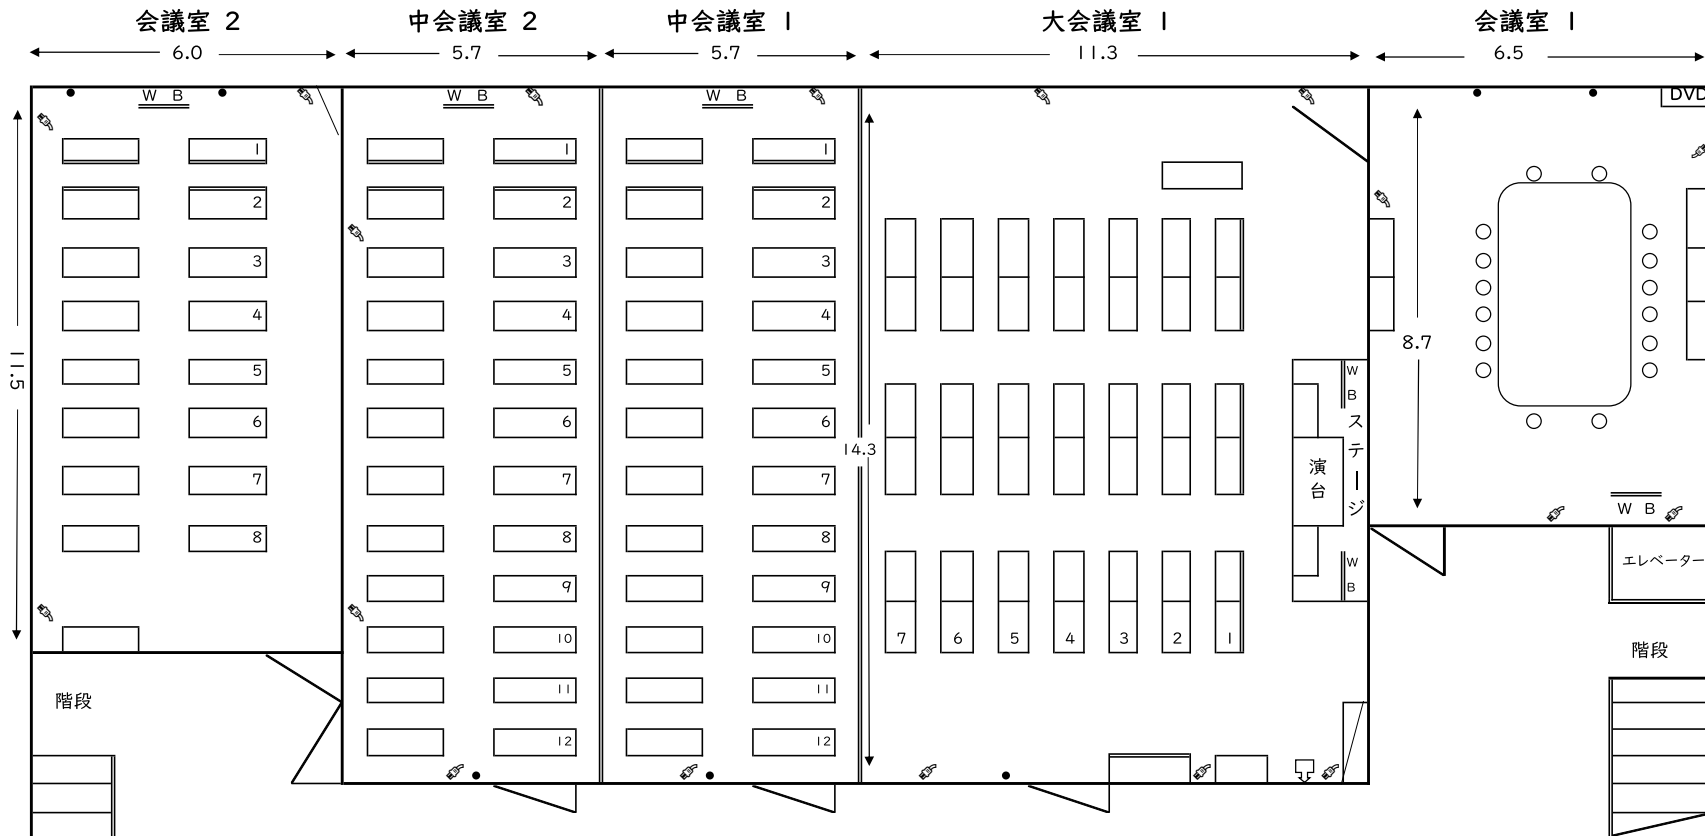 会議室 2 中会議室 2 中会議室 1 大会議室 1 会議室 1
6.0 5.7 5.7 11.3 6.5
W B W B W B DVD
1 1 1
2 2 2
3 3 3
8.7
4 4 4
11.5
5 5 5
W
B
6 6 6
14.3
ステージ
演台
7 7 7
W B
8 8 8
W
B
エレベーター
9 9
10 10
7 6 5 4 3 2 1
階段
11 11
階段
12 12